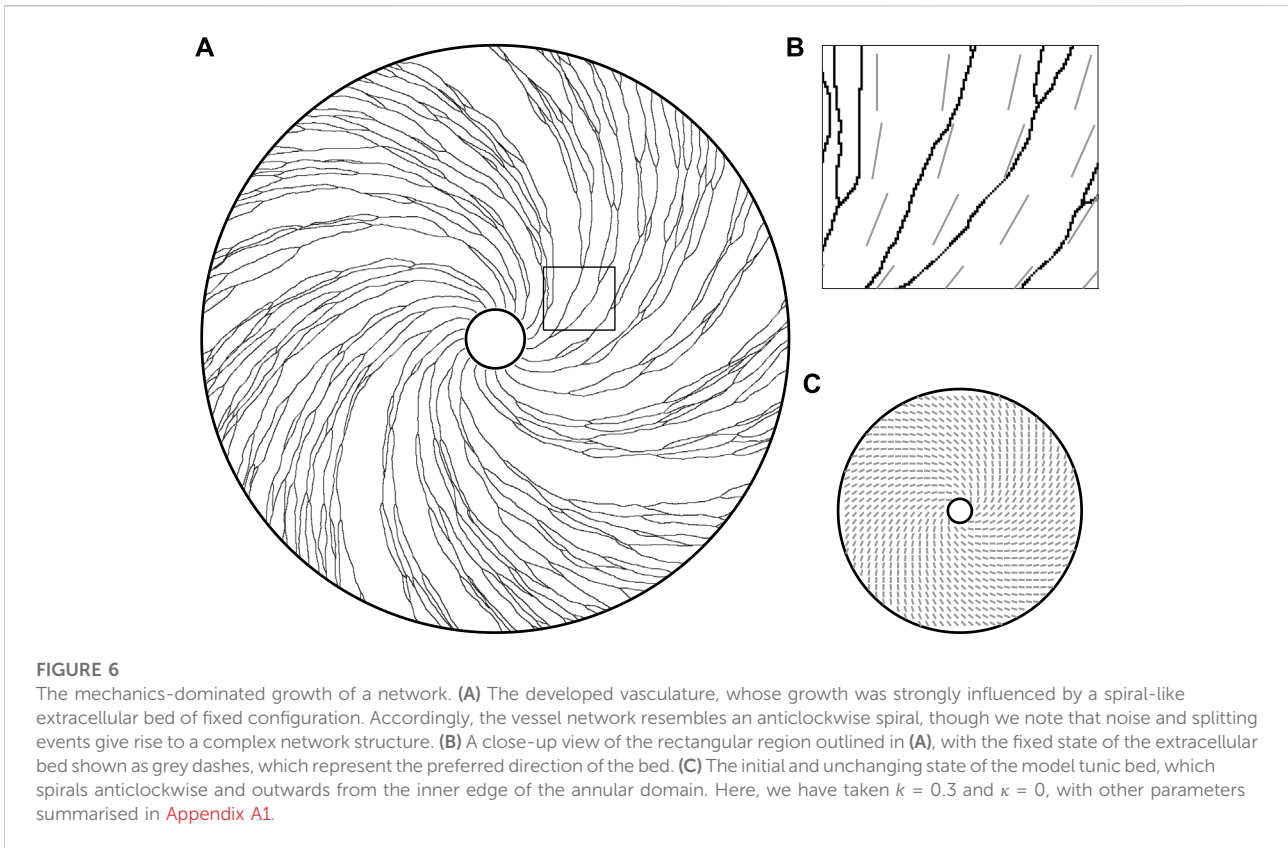 A
B
C
FIGURE 6
The mechanics-dominated growth of a network. (A) The developed vasculature, whose growth was strongly influenced by a spiral-like
extracellular bed of fixed configuration. Accordingly, the vessel network resembles an anticlockwise spiral, though we note that noise and splitting
events give rise to a complex network structure. (B) A close-up view of the rectangular region outlined in (A), with the fixed state of the extracellular
bed shown as grey dashes, which represent the preferred direction of the bed. (C) The initial and unchanging state of the model tunic bed, which
spirals anticlockwise and outwards from the inner edge of the annular domain. Here, we have taken k = 0.3 and κ = 0, with other parameters
summarised in Appendix A1.